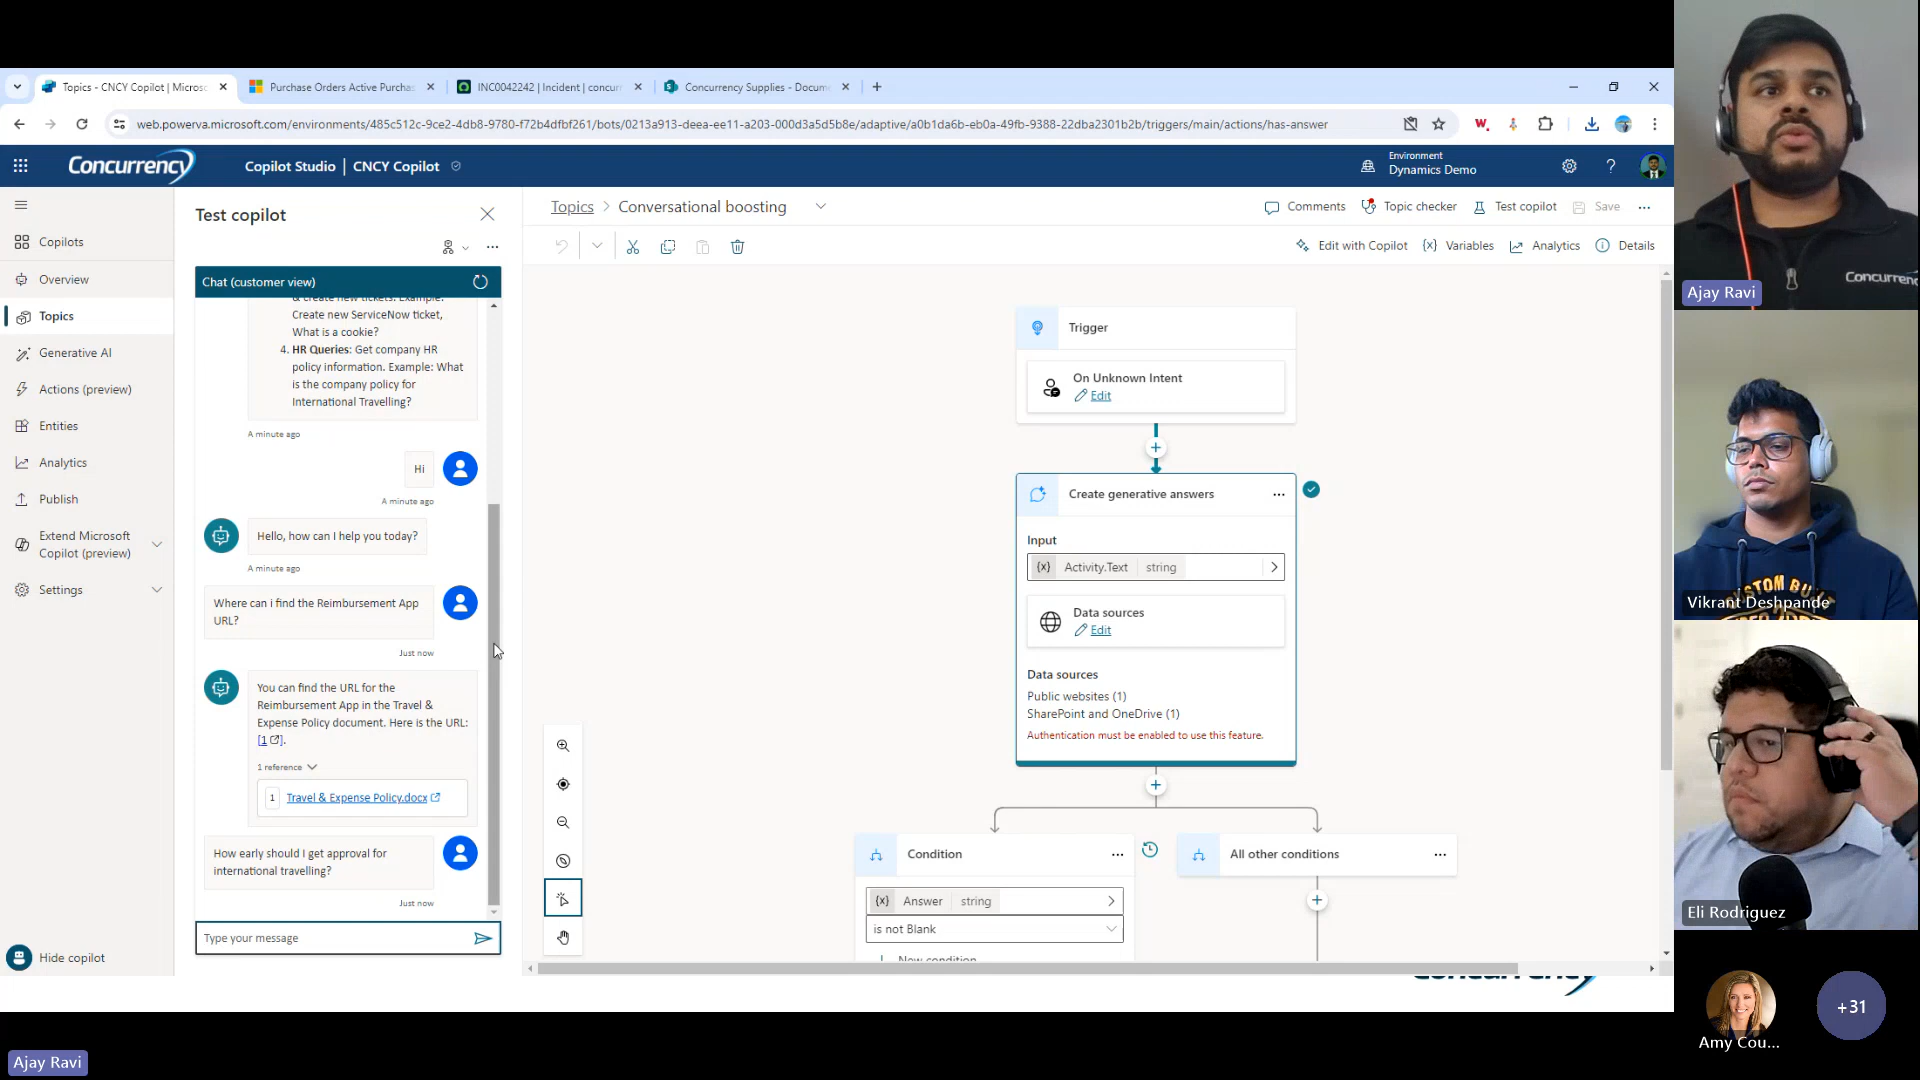 Topics - CNCY Copilot | Micros
Purchase Orders Active Purcha
INC0042242 | Incident | concur
Concurrency Supplies - Docum
web.powerva.microsoft.com/environments/485c512c-9ce2-4db8-9780-f72b4dfbf261/bots/0213a913-deea-ee11-a203-000d3a5d5b8e/adaptive/a0b1da6b-eb0a-49fb-9388-22dba2301b2b/triggers/main/actions/has-answer
Concurrency
Copilot Studio | CNCY Copilot
Environment
Dynamics Demo
Copilots
Overview
Topics
Generative AI
Actions (preview)
Entities
Analytics
Publish
Extend Microsoft
Copilot (preview)
Settings
Hide copilot
Test copilot
Chat (customer view)
& create new tickets. Example:
Create new ServiceNow ticket,
What is a cookie?
4. HR Queries: Get company HR
policy information. Example: What
is the company policy for
International Travelling?
A minute ago
Hi
A minute ago
Hello, how can I help you today?
A minute ago
Where can i find the Reimbursement App
URL?
Just now
You can find the URL for the
Reimbursement App in the Travel &
Expense Policy document. Here is the URL:
[1].
1 reference
1 Travel & Expense Policy.docx
How early should I get approval for
international travelling?
Just now
Type your message
Topics > Conversational boosting
Comments
Topic checker
Test copilot
Save
Edit with Copilot
{x} Variables
Analytics
Details
Trigger
On Unknown Intent
Edit
Create generative answers
Input
{x} Activity.Text string
Data sources
Edit
Data sources
Public websites (1)
SharePoint and OneDrive (1)
Authentication must be enabled to use this feature.
Condition
All other conditions
{x} Answer string
is not Blank
New condition
Concurrency
Ajay Ravi
Concurrenc
Ajay Ravi
Vikrant Deshpande
Eli Rodriguez
Amy Cou...
+31